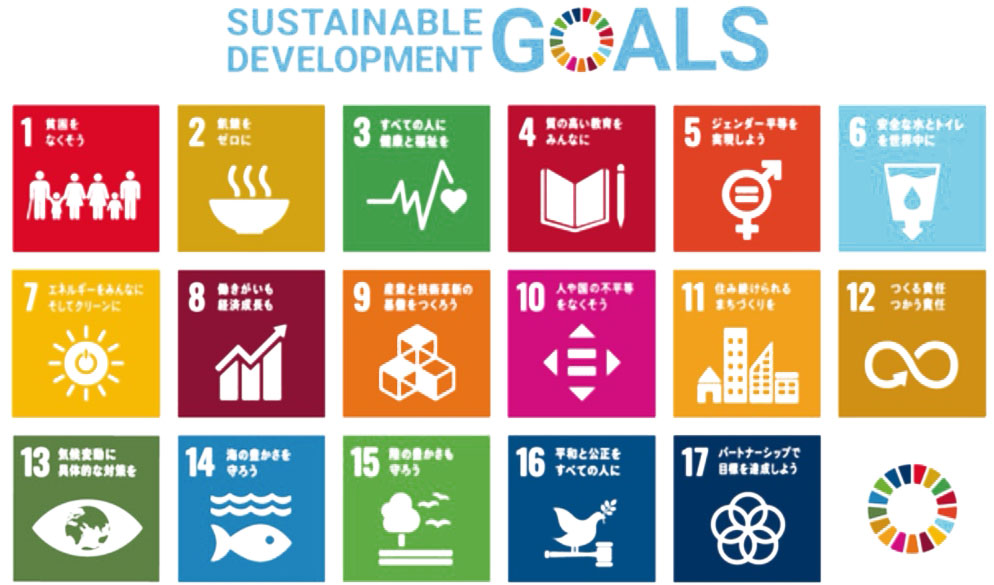 SUSTAINABLE
DEVELOPMENT
GOALS
1 貧困を
なくそう
2 飢餓を
ゼロに
3 すべての人に
健康と福祉を
4 質の高い教育を
みんなに
5 ジェンダー平等を
実現しよう
6 安全な水とトイレ
を世界中に
7 エネルギーをみんなに
そしてクリーンに
8 働きがいも
経済成長も
9 産業と技術革新の
基盤をつくろう
10 人や国の不平等
をなくそう
11 住み続けられる
まちづくりを
12 つくる責任
つかう責任
13 気候変動に
具体的な対策を
14 海の豊かさを
守ろう
15 陸の豊かさも
守ろう
16 平和と公正を
すべての人に
17 パートナーシップで
目標を達成しよう